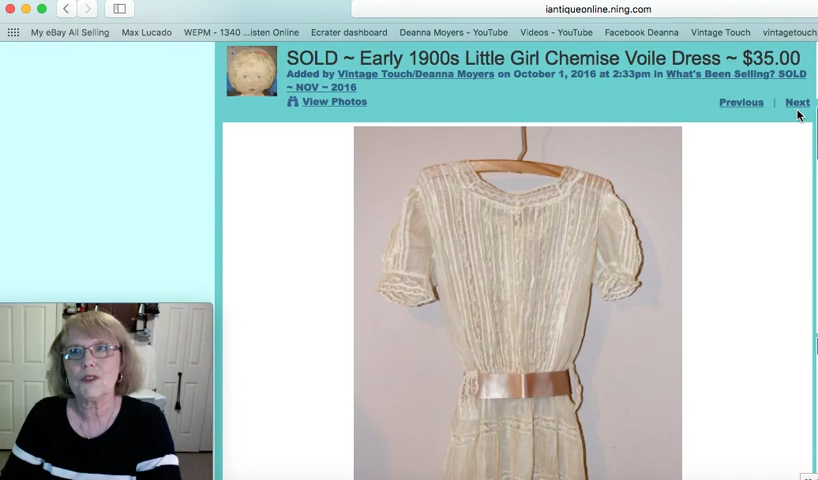 iantiqueonline.ning.com
My eBay All Selling Max Lucado WEPM - 1340 ...isten Online Ecrater dashboard Deanna Moyers - YouTube Videos - YouTube Facebook Deanna Vintage Touch vintagetouch
SOLD ~ Early 1900s Little Girl Chemise Voile Dress ~ $35.00
Added by Vintage Touch/Deanna Moyers on October 1, 2016 at 2:33pm in What's Been Selling? SOLD
~ NOV ~ 2016
View Photos
Previous | Next